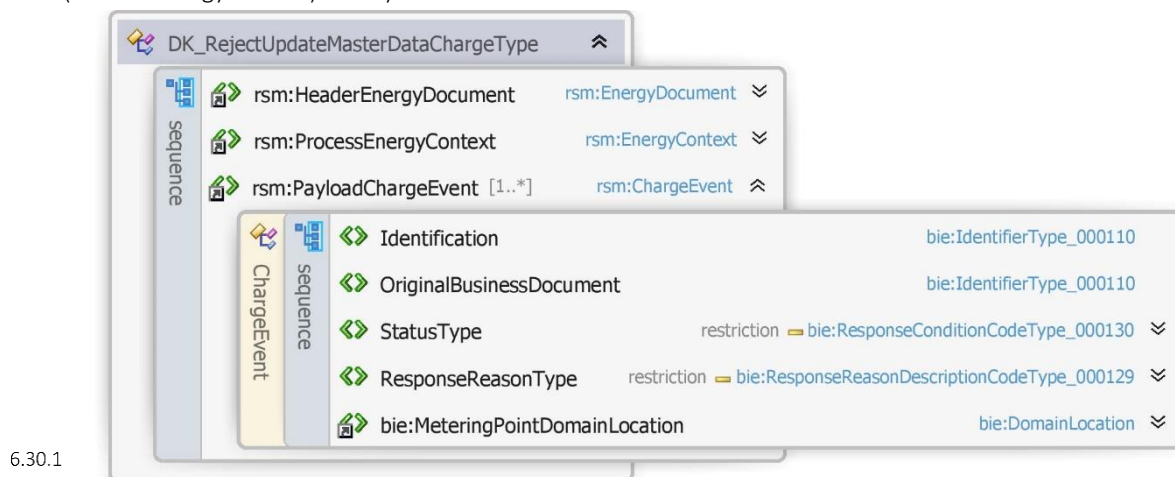 DK_RejectUpdateMasterDataChargeType
sequence
rsm:HeaderEnergyDocument rsm:EnergyDocument
rsm:ProcessEnergyContext rsm:EnergyContext
rsm:PayloadChargeEvent [1..*] rsm:ChargeEvent
ChargeEvent
sequence
Identification bie:IdentifierType_000110
OriginalBusinessDocument bie:IdentifierType_000110
StatusType restriction bie:ResponseConditionCodeType_000130
ResponseReasonType restriction bie:ResponseReasonDescriptionCodeType_000129
bie:MeteringPointDomainLocation bie:DomainLocation
6.30.1